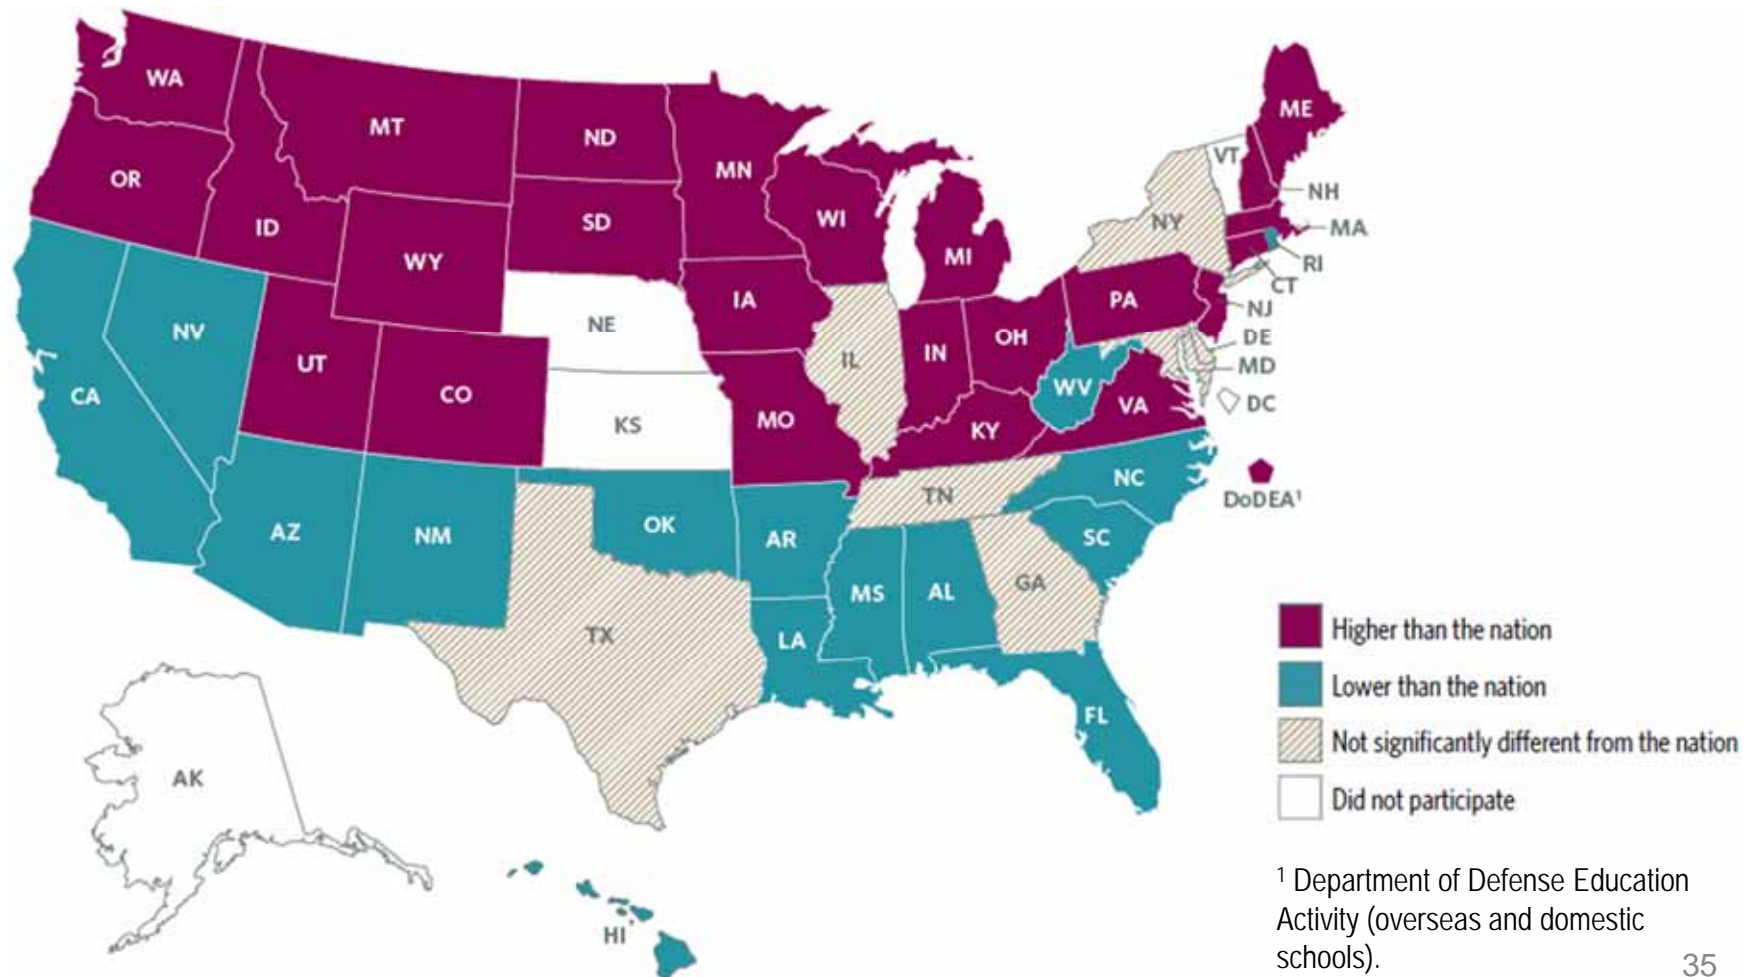 WA
MT
ND
MN
OR
ID
WY
SD
WI
MI
ME
VT
NH
NY
MA
RI
CT
NJ
PA
IA
NE
NV
UT
CO
CA
KS
MO
IL
IN
OH
WV
VA
KY
DE
MD
DC
AZ
NM
OK
AR
TN
NC
SC
DoDEA¹
MS
AL
GA
TX
LA
FL
AK
HI
Higher than the nation
Lower than the nation
Not significantly different from the nation
Did not participate
¹ Department of Defense Education
Activity (overseas and domestic
schools).
35